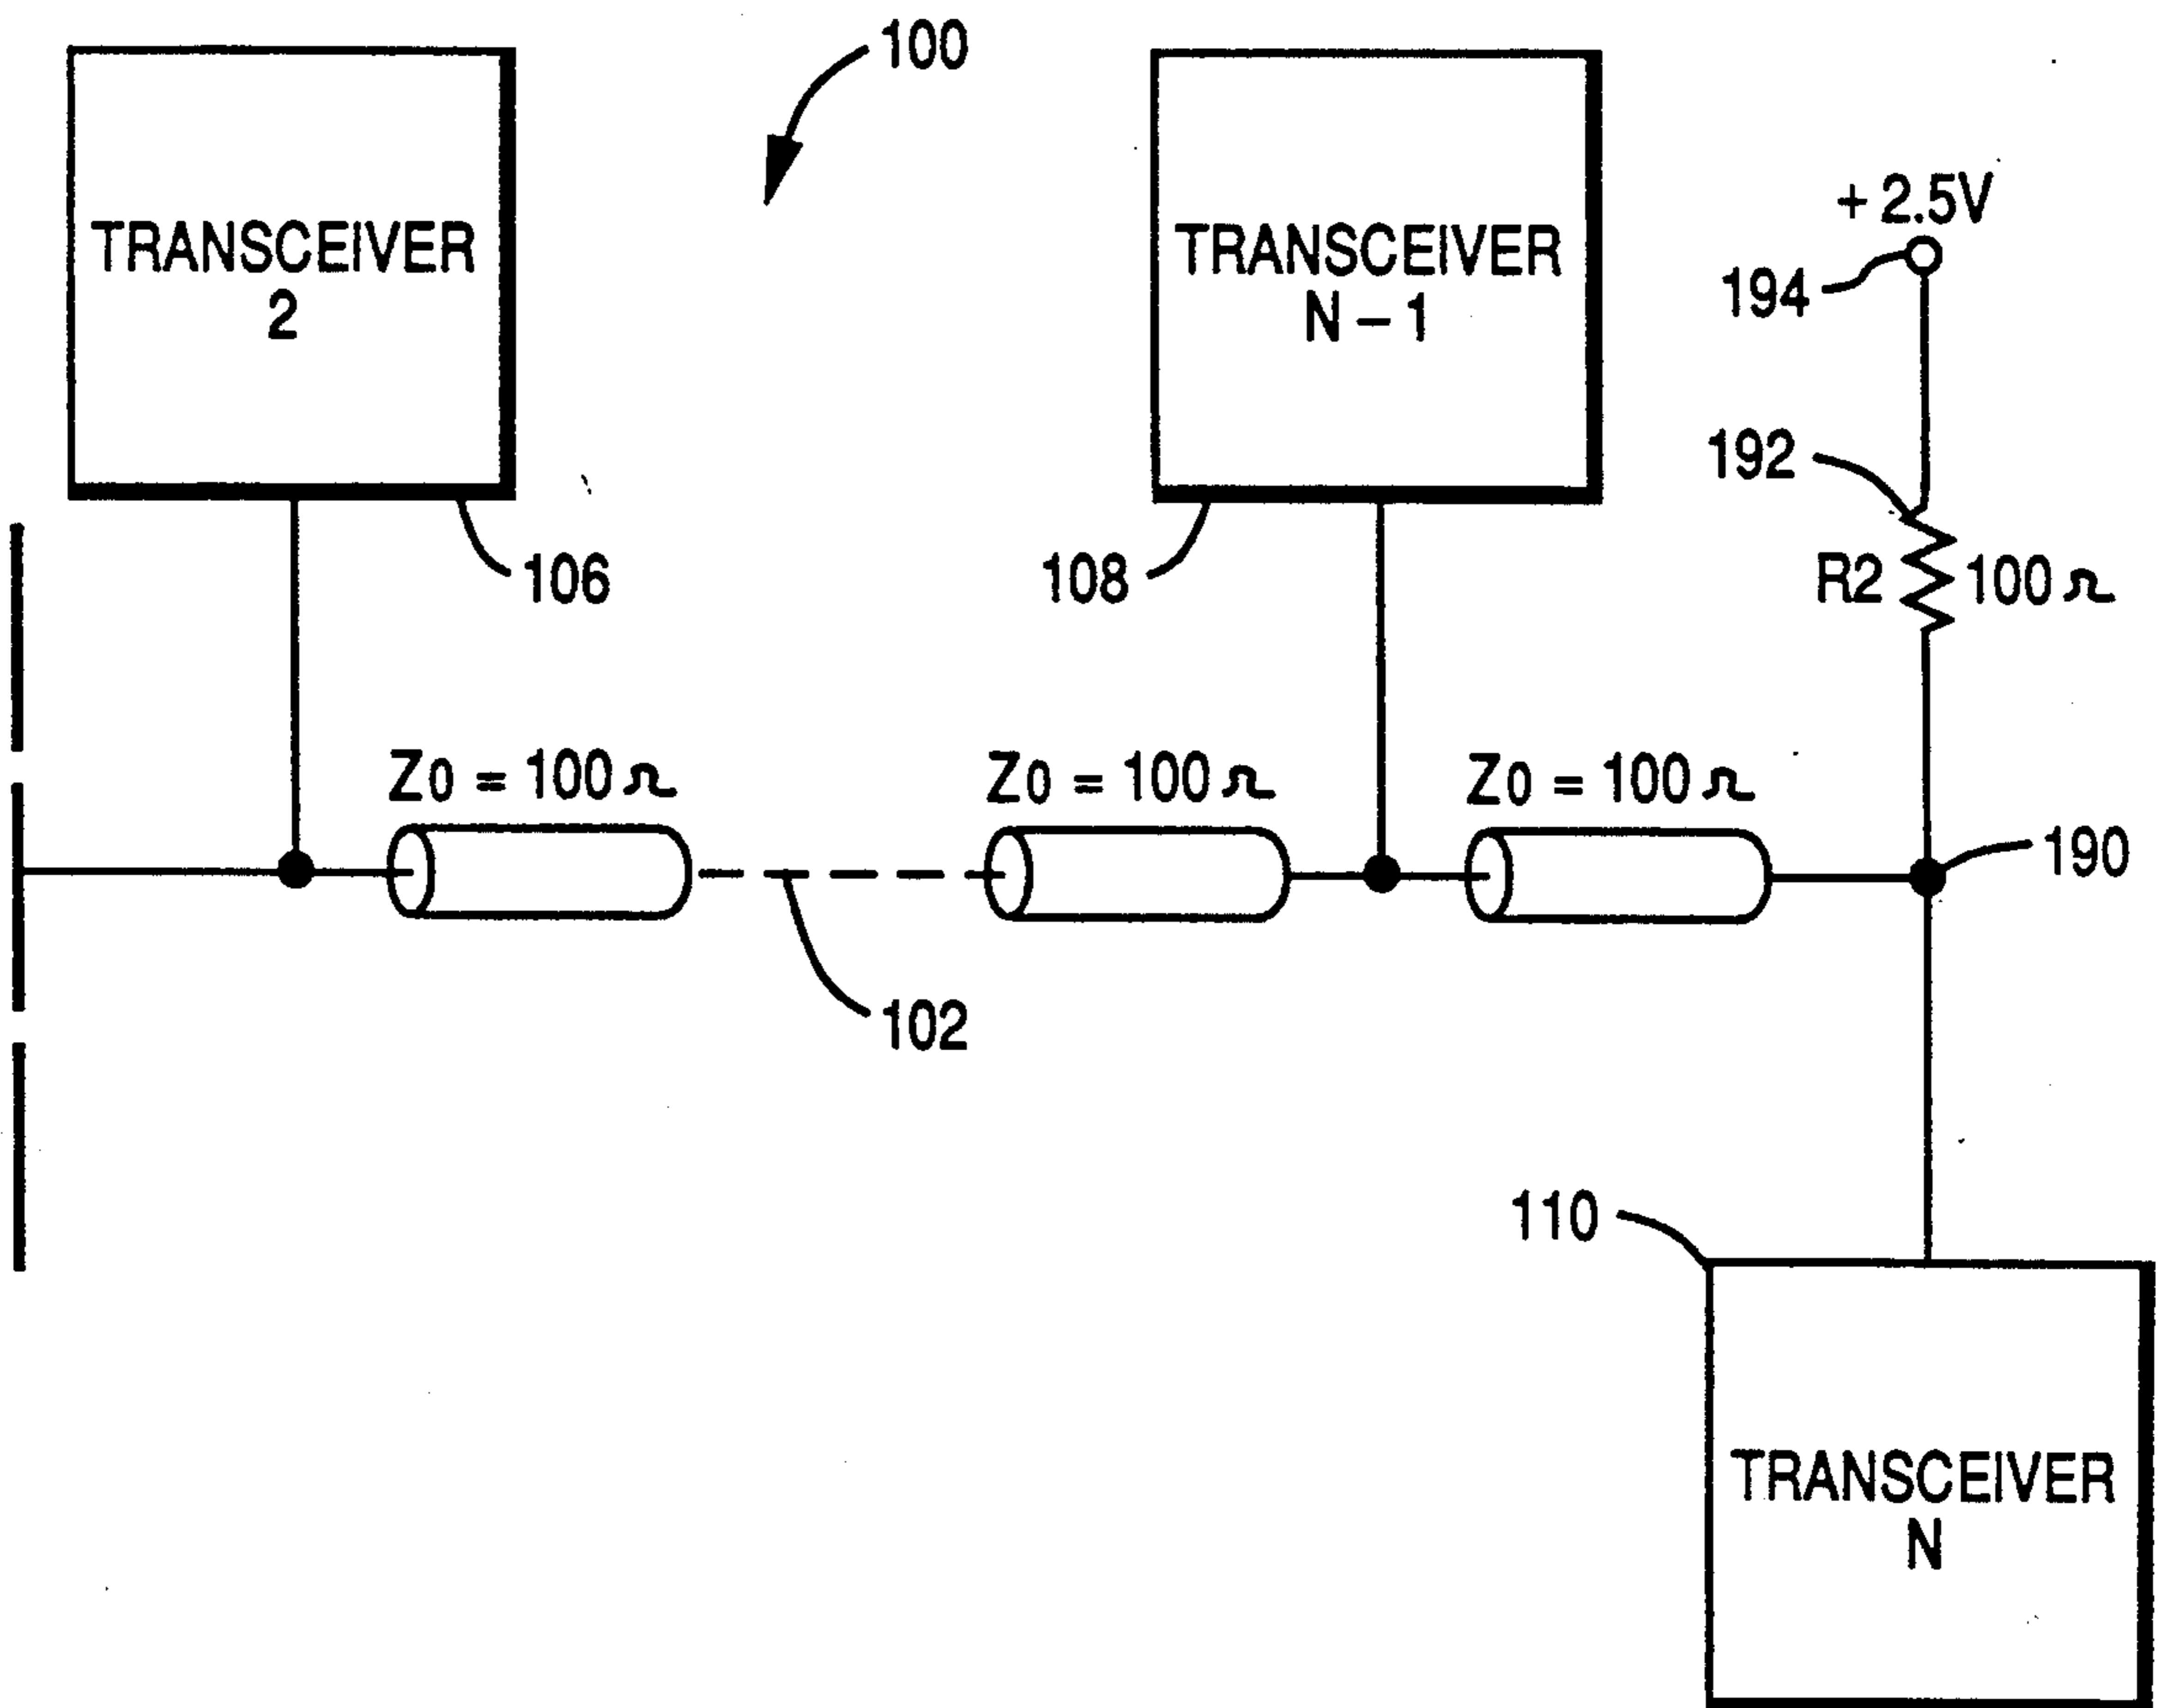 100
TRANSCEIVER
2
TRANSCEIVER
N – 1
+ 2.5V
194
192
R2 100 Ω
106
108
Z0 = 100 Ω
Z0 = 100 Ω
Z0 = 100 Ω
190
102
110
TRANSCEIVER
N